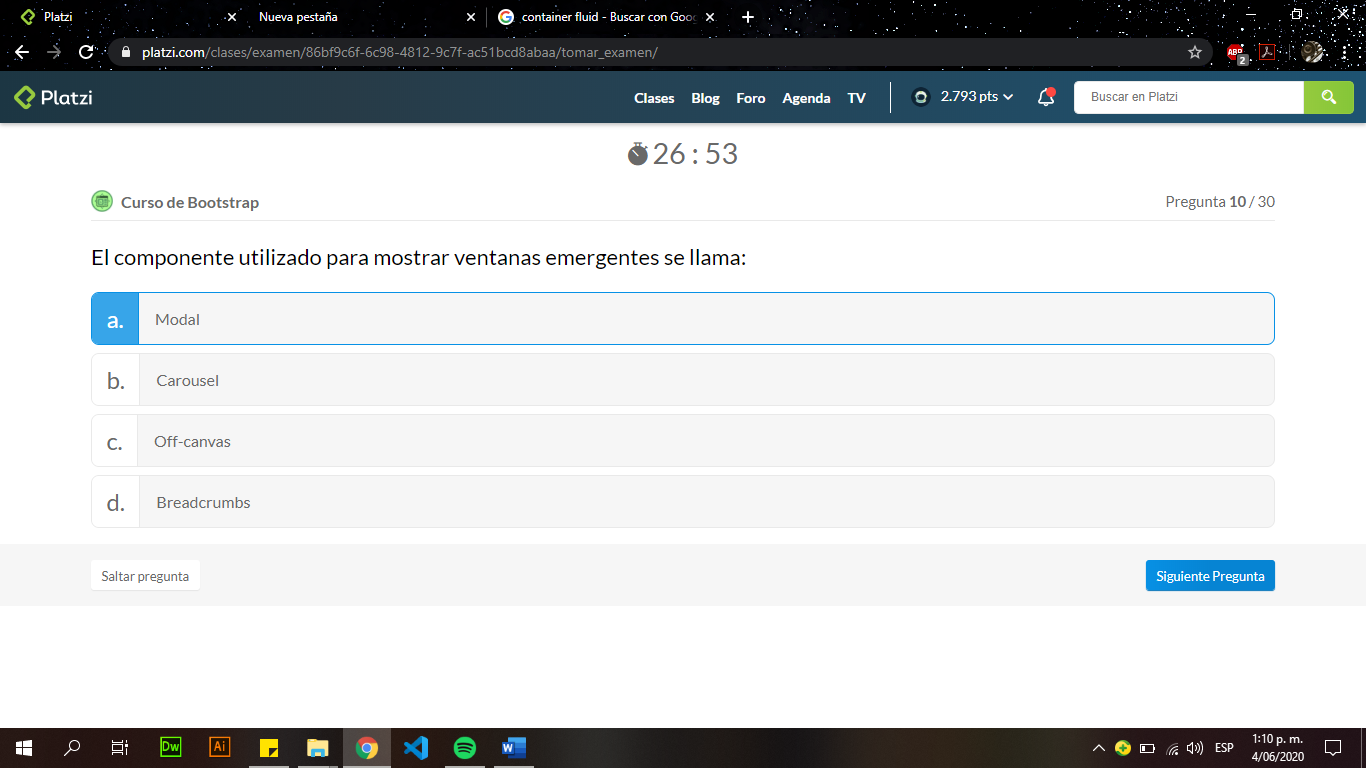 Platzi
Nueva pestaña
container fluid - Buscar con Goog
platzi.com/clases/examen/86bf9c6f-6c98-4812-9c7f-ac51bcd8abaa/tomar_examen/
ABP
2
Platzi
Clases Blog Foro Agenda TV
2.793 pts
Buscar en Platzi
26 : 53
Curso de Bootstrap
Pregunta 10 / 30
El componente utilizado para mostrar ventanas emergentes se llama:
a. Modal
b. Carousel
c. Off-canvas
d. Breadcrumbs
Saltar pregunta
Siguiente Pregunta
Dw
Ai
ESP
1:10 p. m.
4/06/2020